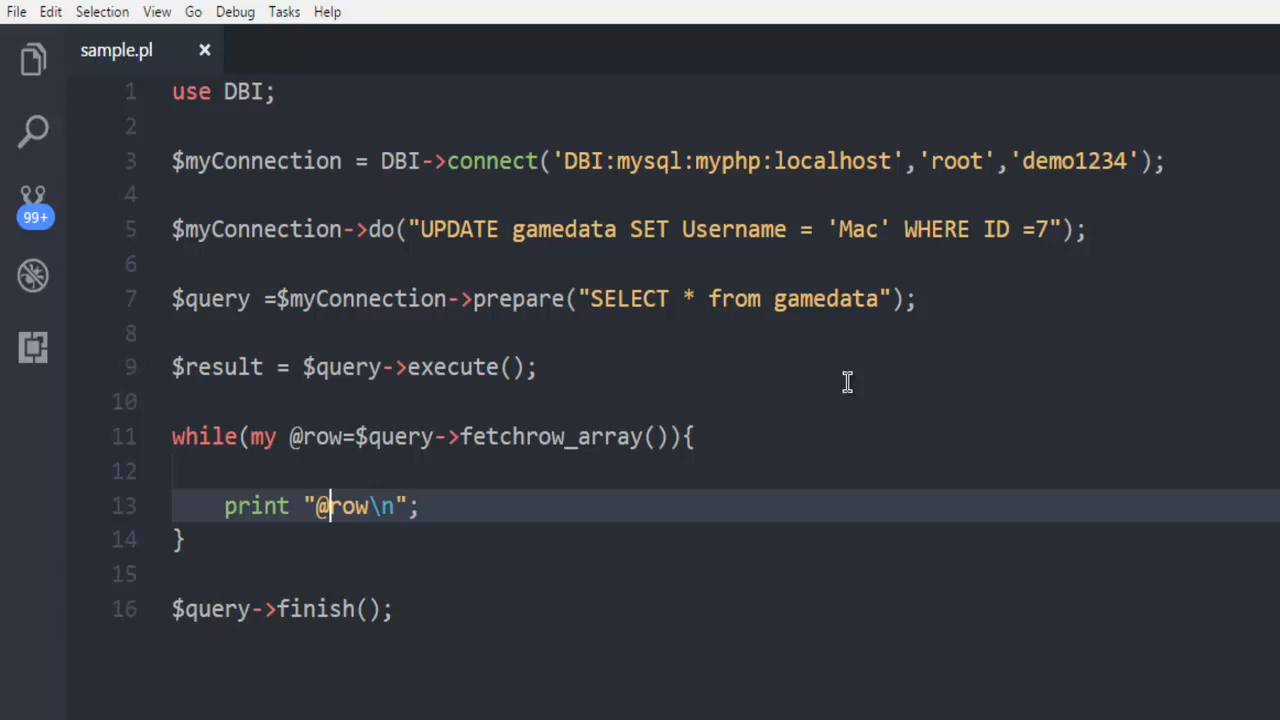 File Edit Selection View Go Debug Tasks Help
sample.pl
1 use DBI;
2
3 $myConnection = DBI->connect('DBI:mysql:myphp:localhost','root','demo1234');
4
99+
5 $myConnection->do("UPDATE gamedata SET Username = 'Mac' WHERE ID =7");
6
7 $query =$myConnection->prepare("SELECT * from gamedata");
8
9 $result = $query->execute();
10
11 while(my @row=$query->fetchrow_array()){
12
13 print "@row\n";
14 }
15
16 $query->finish();